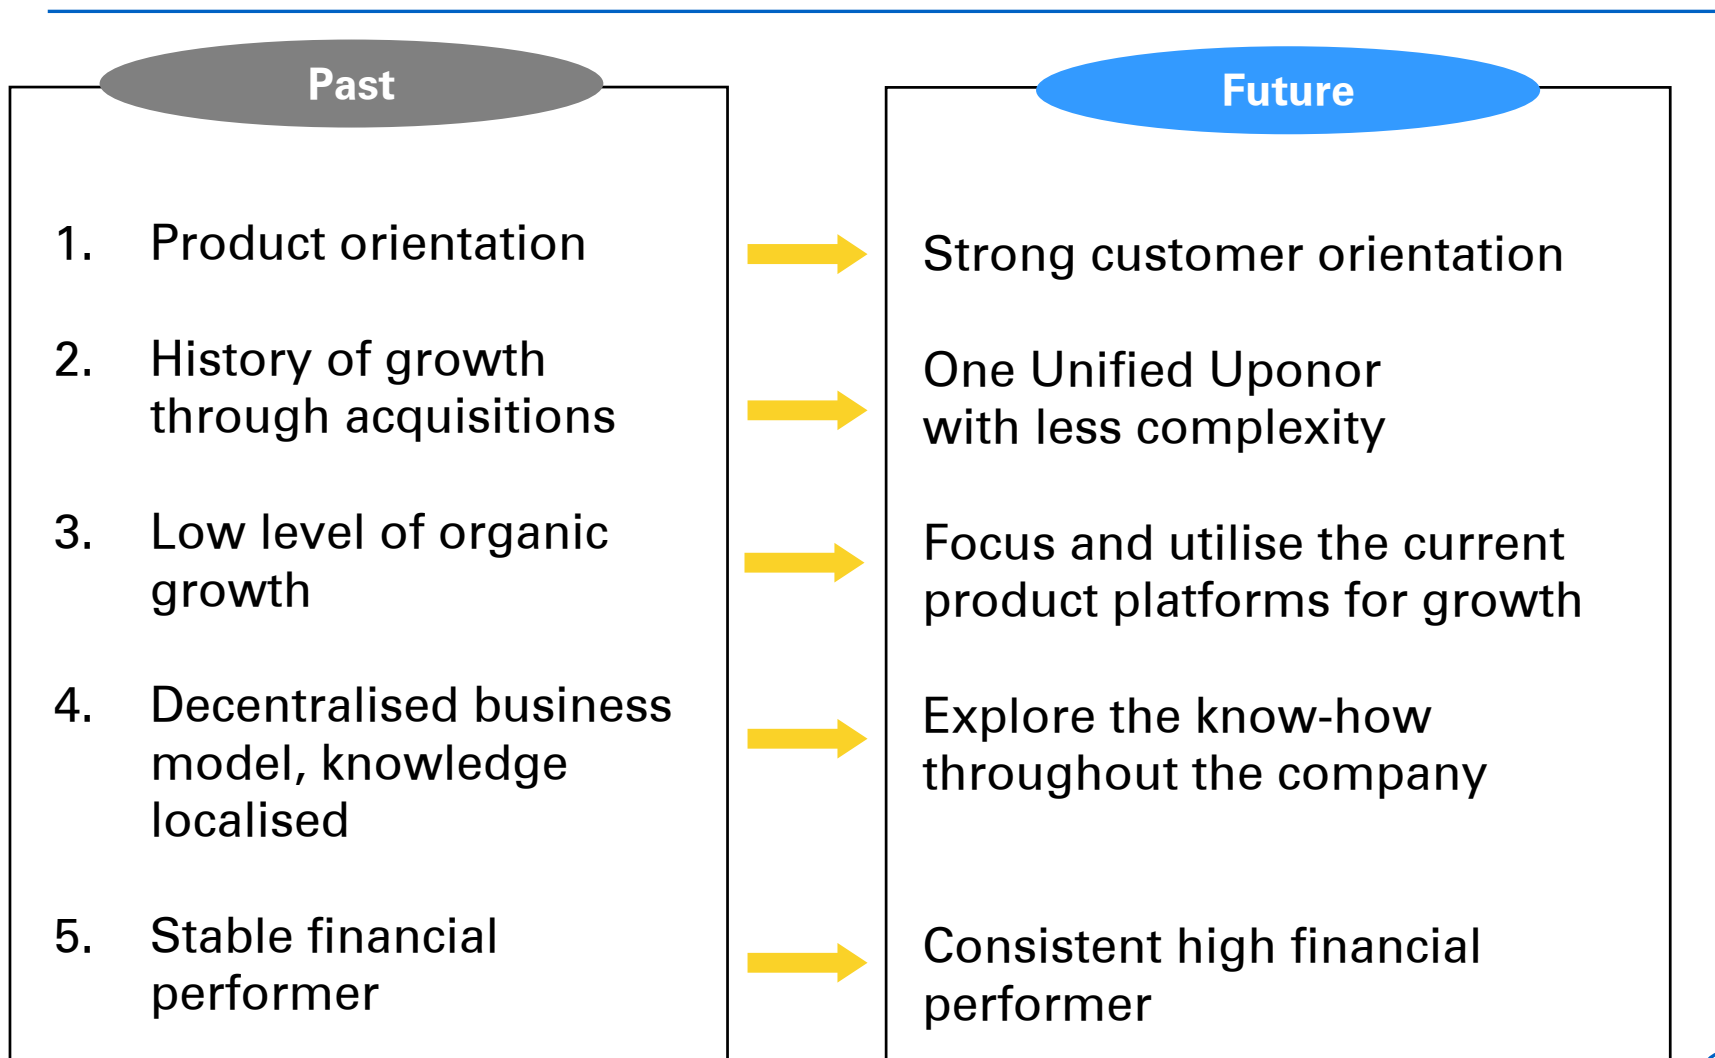 Past
1. Product orientation
2. History of growth
through acquisitions
3. Low level of organic
growth
4. Decentralised business
model, knowledge
localised
5. Stable financial
performer
Future
Strong customer orientation
One Unified Uponor
with less complexity
Focus and utilise the current
product platforms for growth
Explore the know-how
throughout the company
Consistent high financial
performer